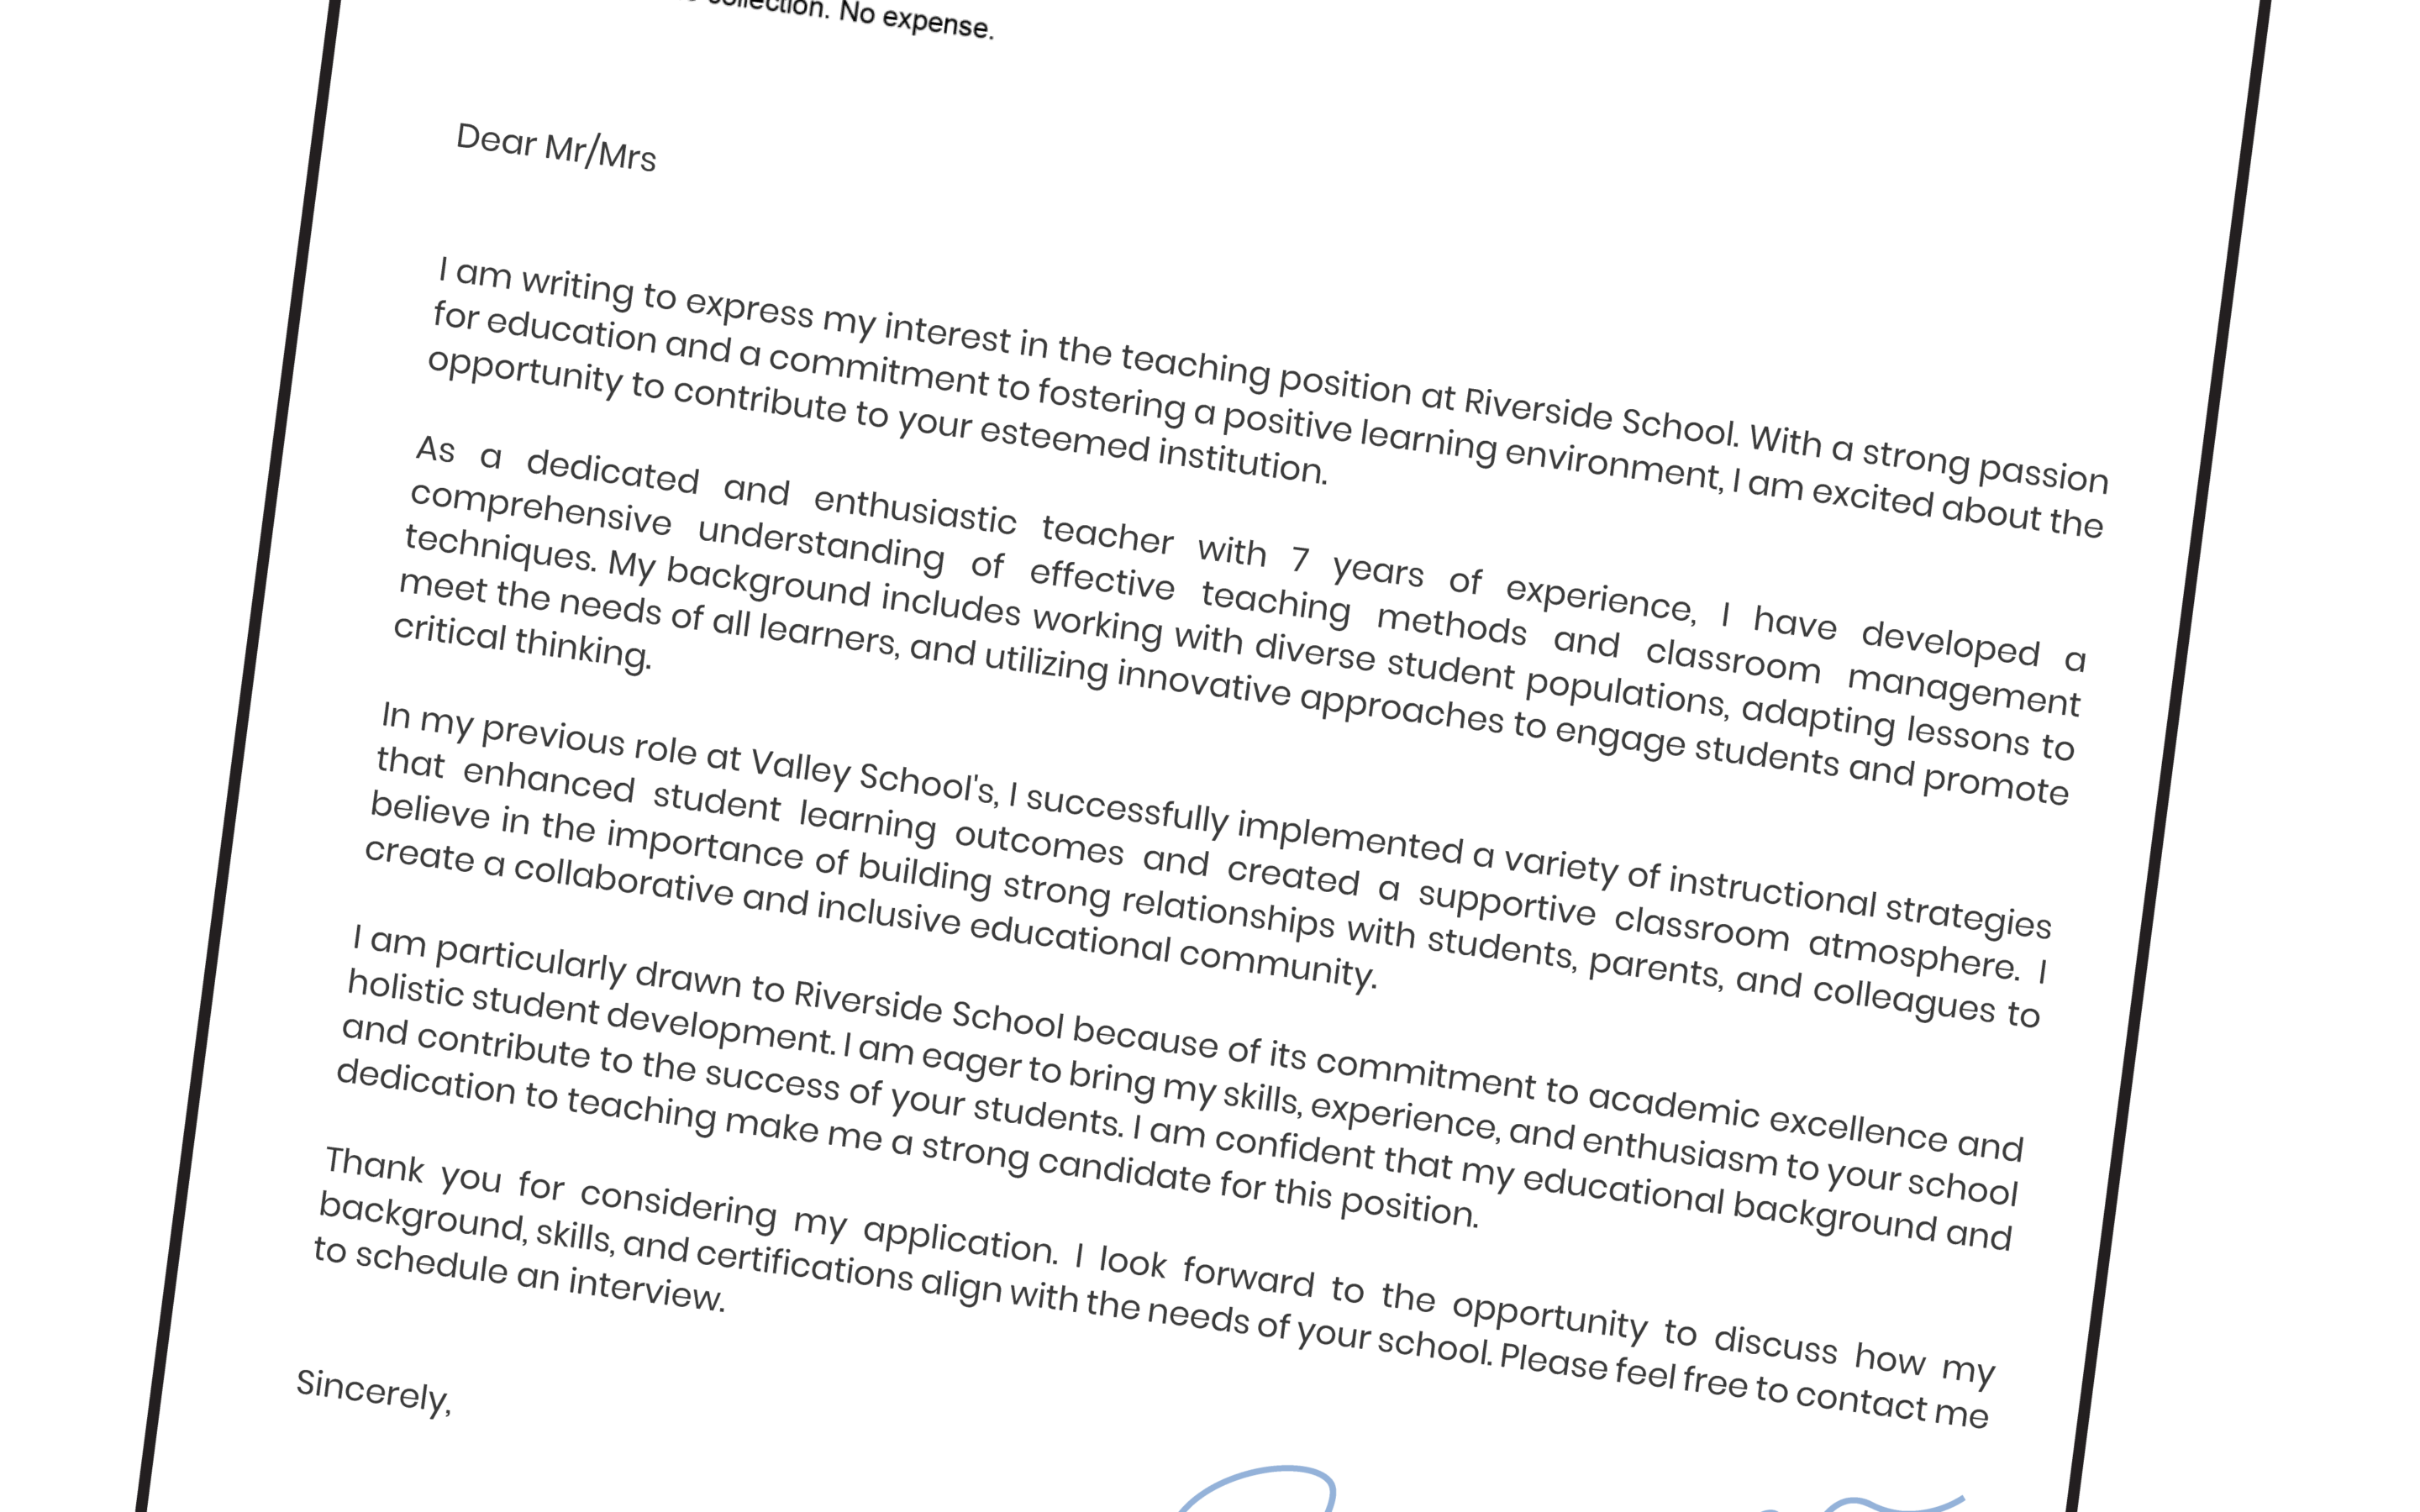 collection. No expense.
Dear Mr/Mrs
I am writing to express my interest in the teaching position at Riverside School. With a strong passion
for education and a commitment to fostering a positive learning environment, I am excited about the
opportunity to contribute to your esteemed institution.
As a dedicated and enthusiastic teacher with 7 years of experience, I have developed a
comprehensive understanding of effective teaching methods and classroom management
techniques. My background includes working with diverse student populations, adapting lessons to
meet the needs of all learners, and utilizing innovative approaches to engage students and promote
critical thinking.
In my previous role at Valley School's, I successfully implemented a variety of instructional strategies
that enhanced student learning outcomes and created a supportive classroom atmosphere. I
believe in the importance of building strong relationships with students, parents, and colleagues to
create a collaborative and inclusive educational community.
I am particularly drawn to Riverside School because of its commitment to academic excellence and
holistic student development. I am eager to bring my skills, experience, and enthusiasm to your school
and contribute to the success of your students. I am confident that my educational background and
dedication to teaching make me a strong candidate for this position.
Thank you for considering my application. I look forward to the opportunity to discuss how my
background, skills, and certifications align with the needs of your school. Please feel free to contact me
to schedule an interview.
Sincerely,